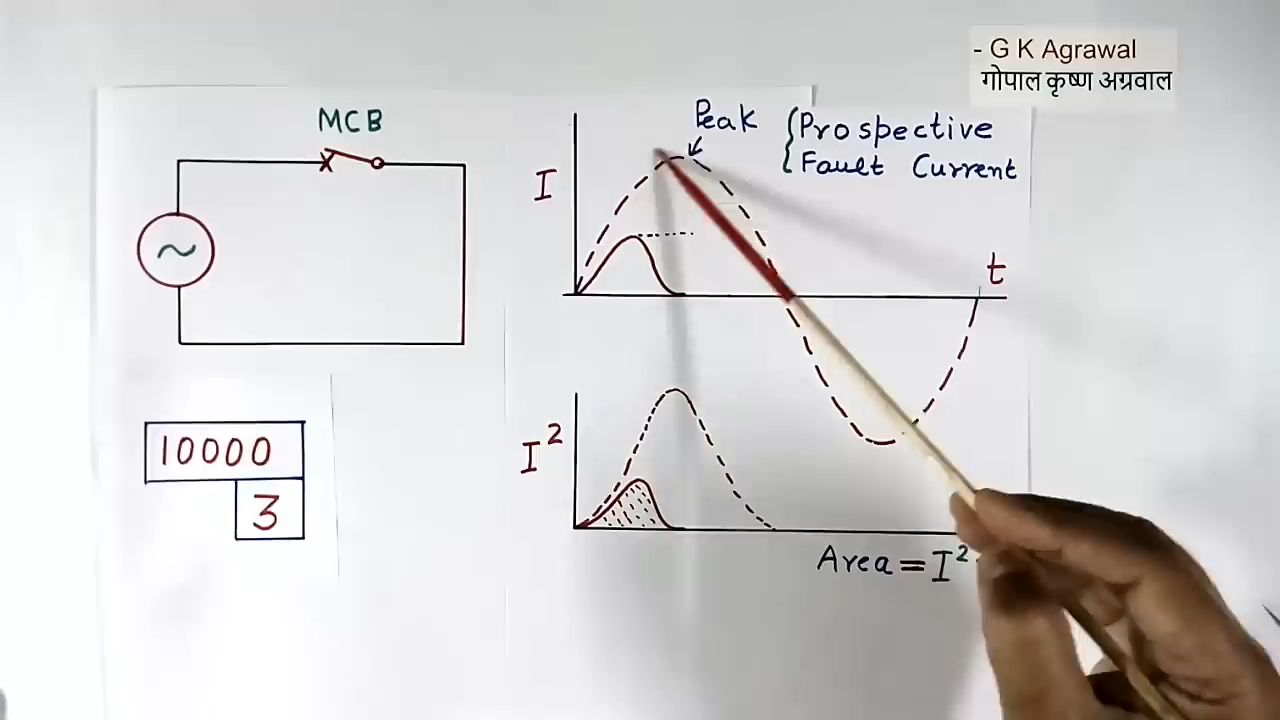 - G K Agrawal
गोपाल कृष्ण अग्रवाल
MCB
Peak
Prospective
Fault Current
I
t
10000
3
I²
Area = I²